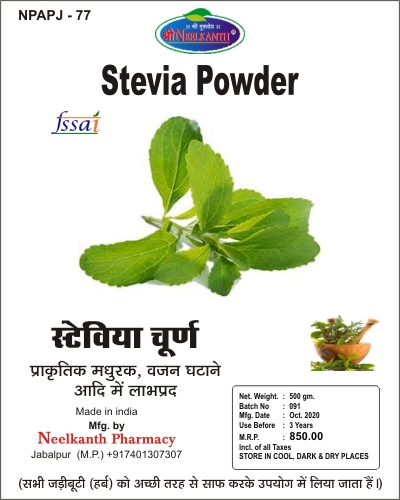 NPAPJ - 77
॥ श्री गुरूदेव ॥
श्री NEELKANTH
Stevia Powder
fssai
स्टेविया चूर्ण
प्राकृतिक मधुरक, वजन घटाने
आदि में लाभप्रद
Made in india
Mfg. by
Neelkanth Pharmacy
Jabalpur (M.P.) +917401307307
Net. Weight. : 500 gm.
Batch No : 091
Mfg. Date : Oct. 2020
Use Before : 3 Years
M.R.P. : 850.00
Incl. of all Taxes
STORE IN COOL, DARK & DRY PLACES
(सभी जड़ीबूटी (हर्ब) को अच्छी तरह से साफ करके उपयोग में लिया जाता हैं।)